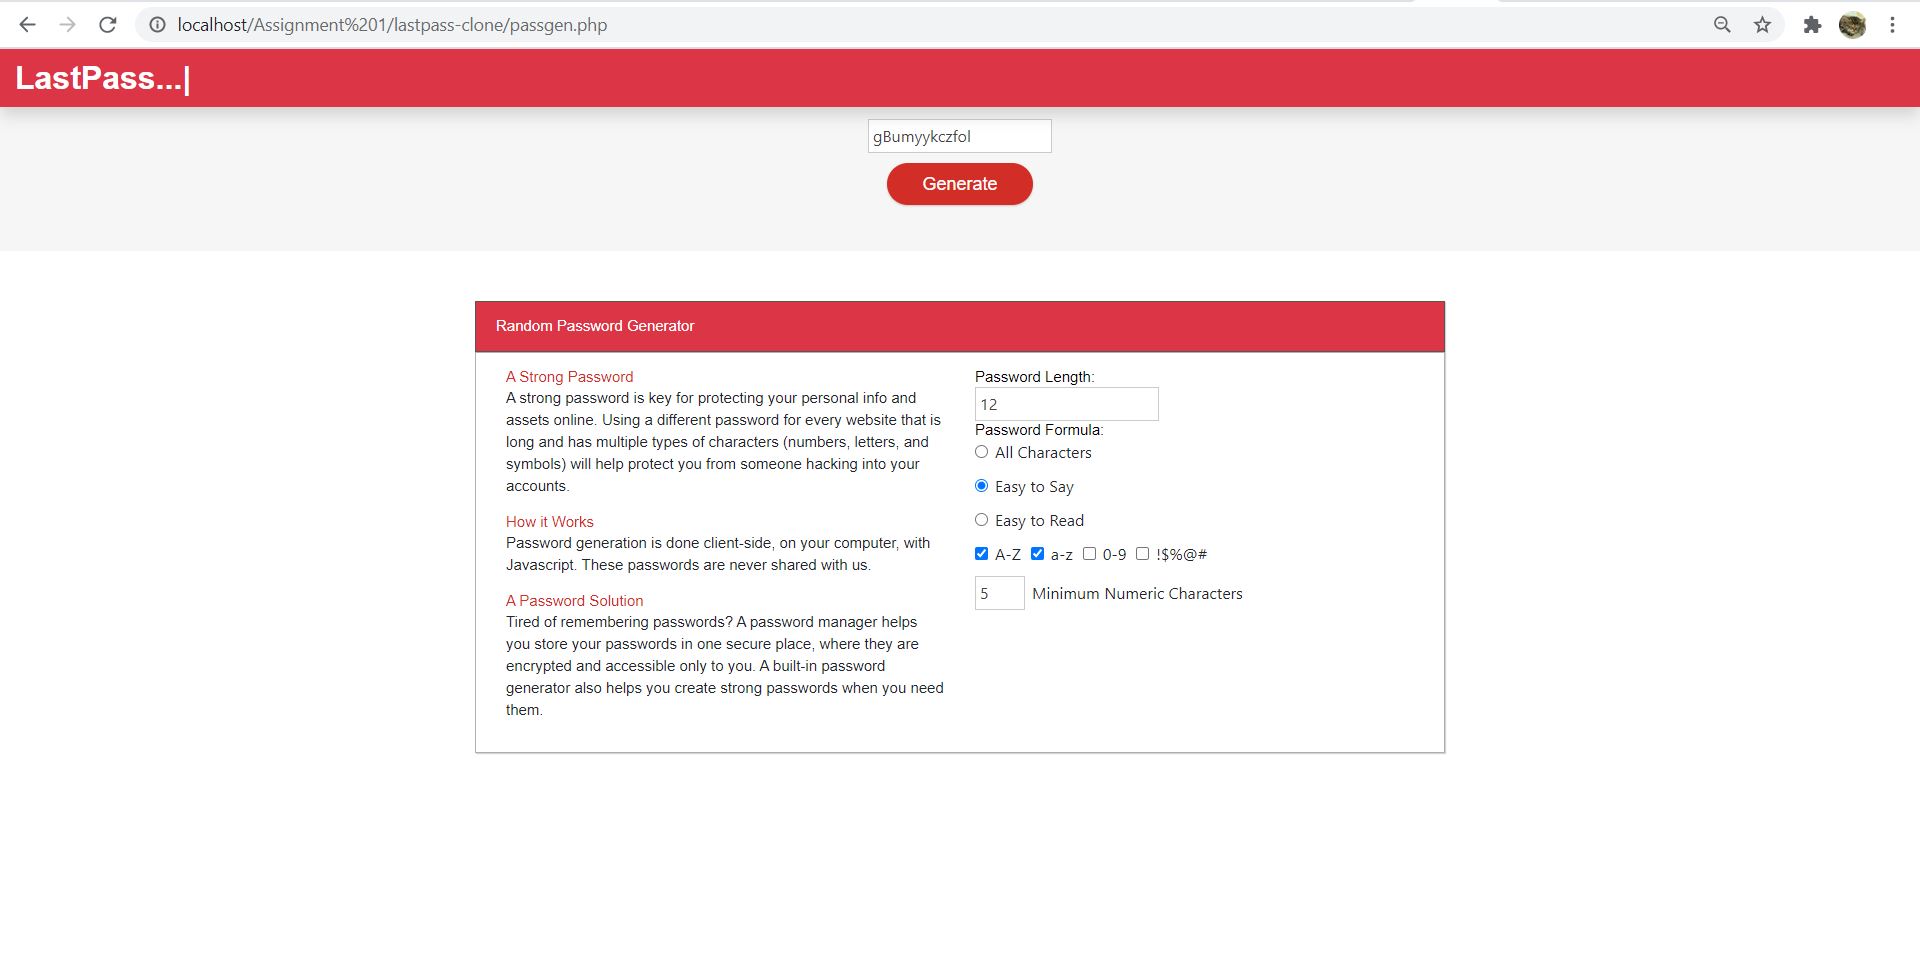 localhost/Assignment%201/lastpass-clone/passgen.php
LastPass...|
gBumyykczfol
Generate
Random Password Generator
A Strong Password
A strong password is key for protecting your personal info and
assets online. Using a different password for every website that is
long and has multiple types of characters (numbers, letters, and
symbols) will help protect you from someone hacking into your
accounts.
How it Works
Password generation is done client-side, on your computer, with
Javascript. These passwords are never shared with us.
A Password Solution
Tired of remembering passwords? A password manager helps
you store your passwords in one secure place, where they are
encrypted and accessible only to you. A built-in password
generator also helps you create strong passwords when you need
them.
Password Length:
12
Password Formula:
All Characters
Easy to Say
Easy to Read
A-Z a-z 0-9 !$%@#
5 Minimum Numeric Characters